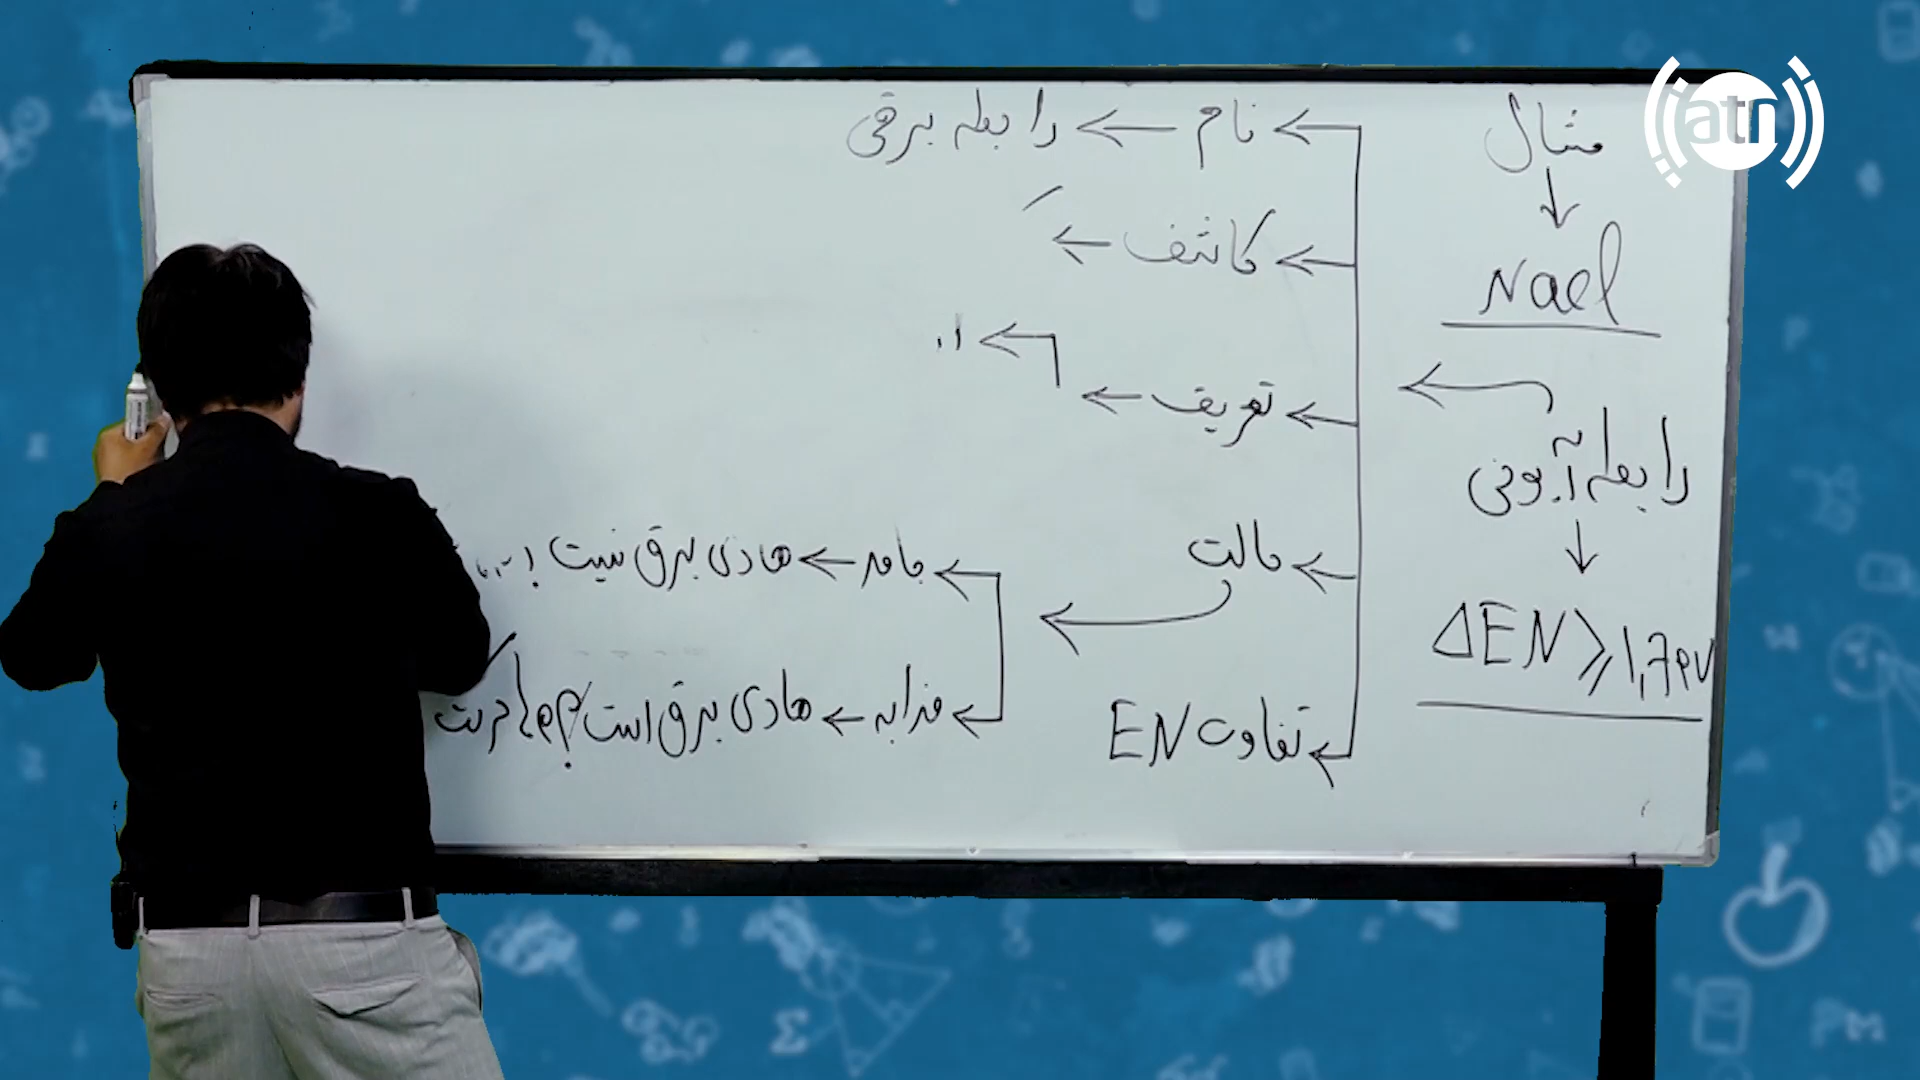 atn
مثال
NaCl
رابطه آیونی
ΔEN ⩾ 1,7
نام ← رابطه برقی
کاشف ←
تعریف ←
حالت
جامد ← هادی برق نیست
مذابه ← هادی برق است
تفاوت EN